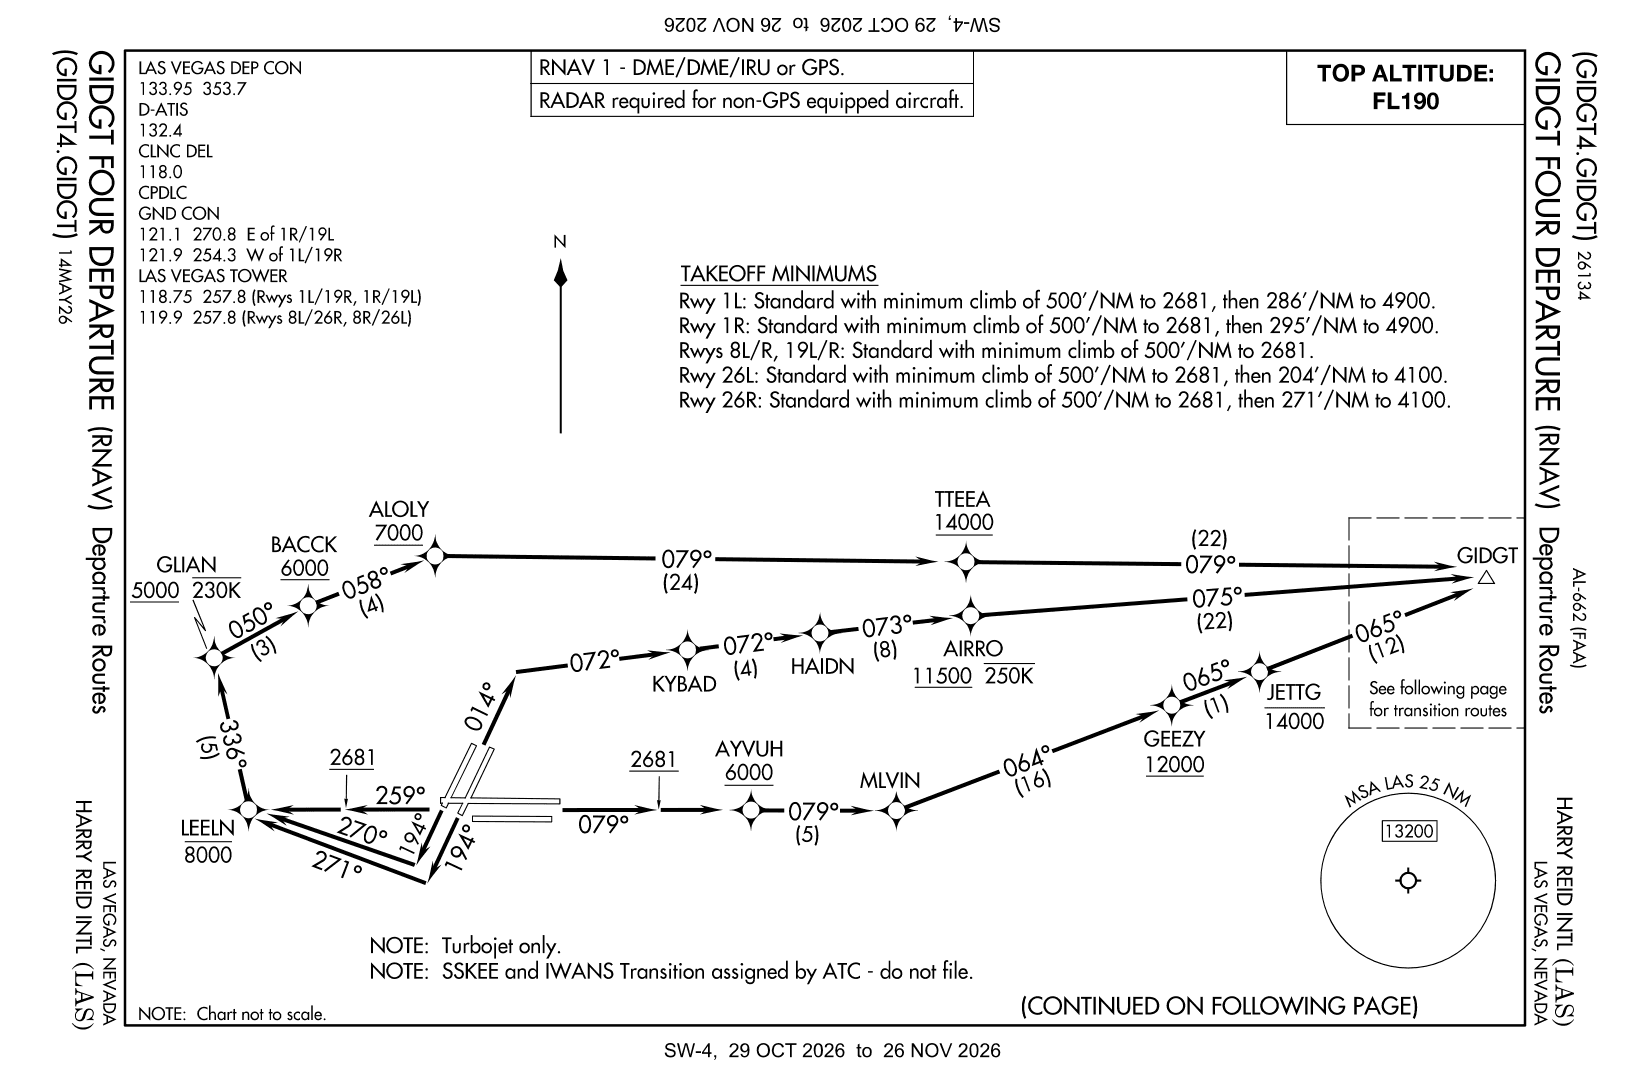 SW-4, 29 OCT 2026 to 26 NOV 2026
(GIDGT4.GIDGT) 14MAY26
GIDGT FOUR DEPARTURE (RNAV) Departure Routes
HARRY REID INTL (LAS)
LAS VEGAS, NEVADA
LAS VEGAS DEP CON
133.95 353.7
D-ATIS
132.4
CLNC DEL
118.0
CPDLC
GND CON
121.1 270.8 E of 1R/19L
121.9 254.3 W of 1L/19R
LAS VEGAS TOWER
118.75 257.8 (Rwys 1L/19R, 1R/19L)
119.9 257.8 (Rwys 8L/26R, 8R/26L)
RNAV 1 - DME/DME/IRU or GPS.
RADAR required for non-GPS equipped aircraft.
TOP ALTITUDE:
FL190
N
TAKEOFF MINIMUMS
Rwy 1L: Standard with minimum climb of 500'/NM to 2681, then 286'/NM to 4900.
Rwy 1R: Standard with minimum climb of 500'/NM to 2681, then 295'/NM to 4900.
Rwys 8L/R, 19L/R: Standard with minimum climb of 500'/NM to 2681.
Rwy 26L: Standard with minimum climb of 500'/NM to 2681, then 204'/NM to 4100.
Rwy 26R: Standard with minimum climb of 500'/NM to 2681, then 271'/NM to 4100.
GLIAN
5000 230K
050°
(3)
BACCK
6000
058°
(4)
ALOLY
7000
079°
(24)
TTEEA
14000
(22)
079°
GIDGT
014°
072°
KYBAD
072°
(4)
HAIDN
073°
(8)
AIRRO
11500 250K
075°
(22)
336°
(5)
LEELN
8000
2681
259°
270°
271°
194°
194°
079°
2681
AYVUH
6000
079°
(5)
MLVIN
064°
(16)
GEEZY
12000
065°
(1)
JETTG
14000
065°
(12)
See following page
for transition routes
MSA LAS 25 NM
13200
NOTE: Turbojet only.
NOTE: SSKEE and IWANS Transition assigned by ATC - do not file.
NOTE: Chart not to scale.
(CONTINUED ON FOLLOWING PAGE)
(GIDGT4.GIDGT) 26134
GIDGT FOUR DEPARTURE (RNAV) Departure Routes
AL-662 (FAA)
HARRY REID INTL (LAS)
LAS VEGAS, NEVADA
SW-4, 29 OCT 2026 to 26 NOV 2026